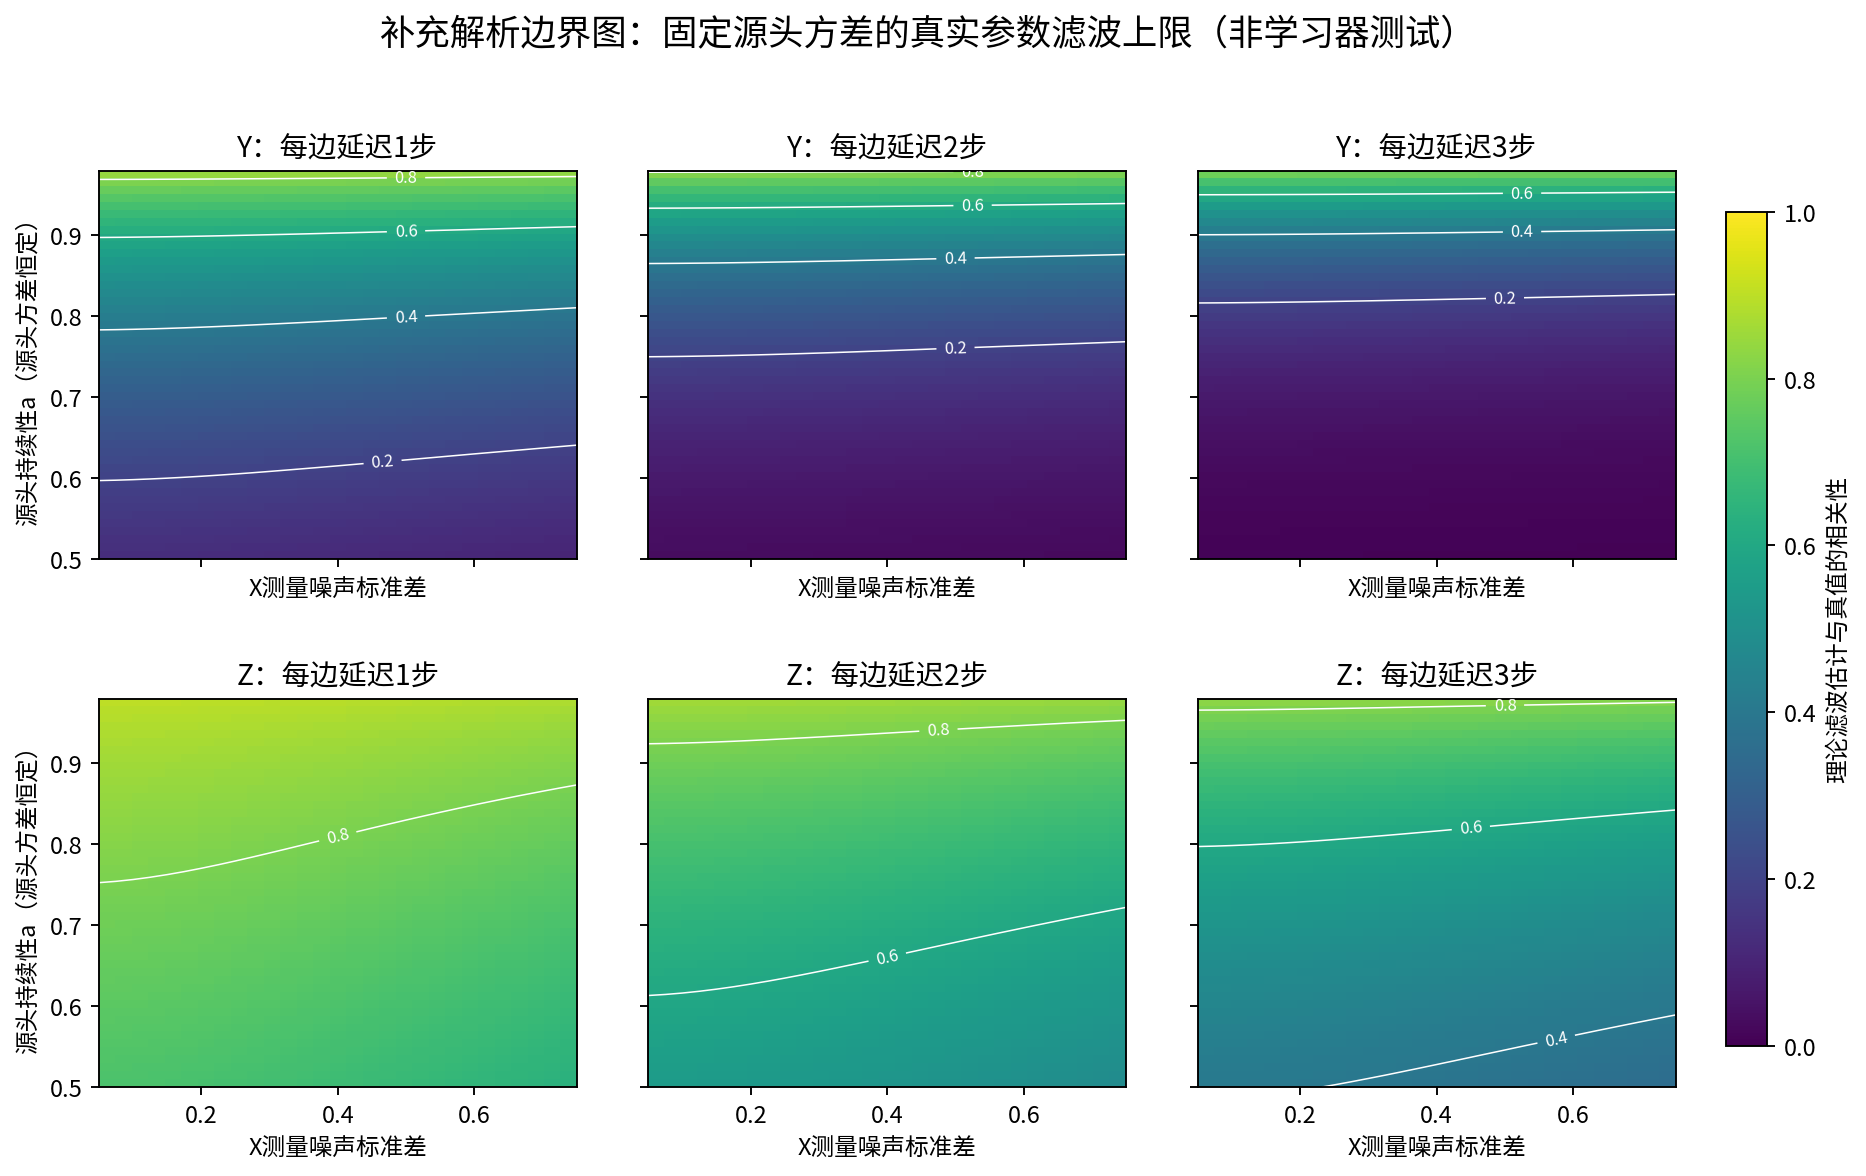 补充解析边界图：固定源头方差的真实参数滤波上限（非学习器测试）
Y：每边延迟1步
Y：每边延迟2步
Y：每边延迟3步
源头持续性a（源头方差恒定）
0.9
0.8
0.7
0.6
0.5
0.8
0.6
0.4
0.2
0.8
0.6
0.4
0.2
0.6
0.4
0.2
X测量噪声标准差
X测量噪声标准差
X测量噪声标准差
Z：每边延迟1步
Z：每边延迟2步
Z：每边延迟3步
源头持续性a（源头方差恒定）
0.9
0.8
0.7
0.6
0.5
0.8
0.8
0.6
0.8
0.6
0.4
0.2 0.4 0.6
0.2 0.4 0.6
0.2 0.4 0.6
X测量噪声标准差
X测量噪声标准差
X测量噪声标准差
1.0
0.8
0.6
0.4
0.2
0.0
理论滤波估计与真值的相关性